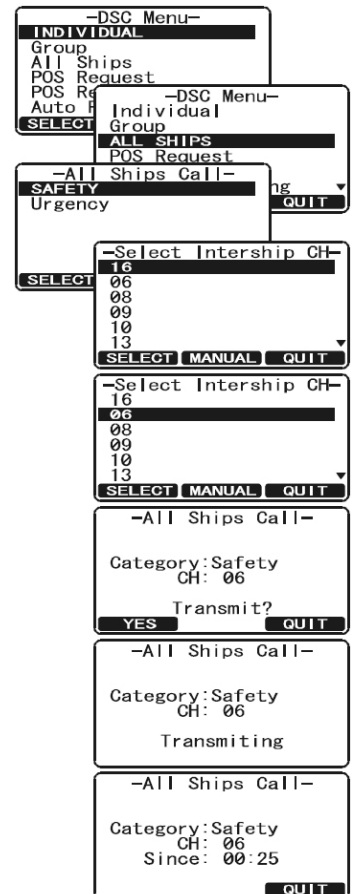 -DSC Menu-
INDIVIDUAL
Group
All Ships
POS Request
POS
Auto
SELECT
-DSC Menu-
Individual
Group
ALL SHIPS
POS Request
QUIT
-All Ships Call-
SAFETY
Urgency
SELECT
-Select Intership CH-
16
06
08
09
10
13
SELECT MANUAL QUIT
-Select Intership CH-
16
06
08
09
10
13
SELECT MANUAL QUIT
-All Ships Call-
Category:Safety
CH: 06
Transmit?
YES QUIT
-All Ships Call-
Category:Safety
CH: 06
Transmiting
-All Ships Call-
Category:Safety
CH: 06
Since: 00:25
QUIT